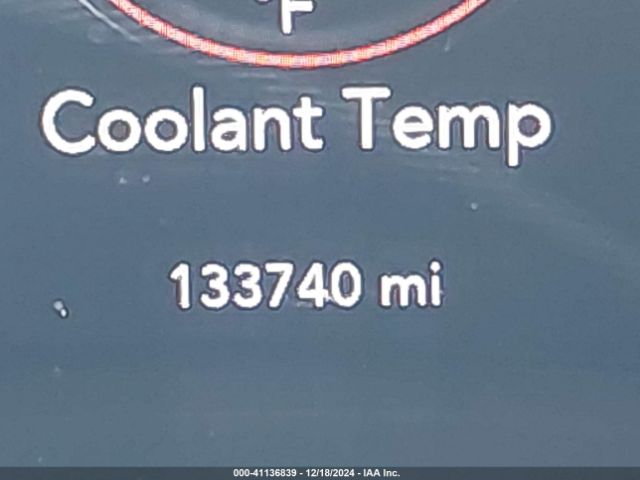 °F
Coolant Temp
133740 mi
000-41136839 - 12/18/2024 - IAA Inc.